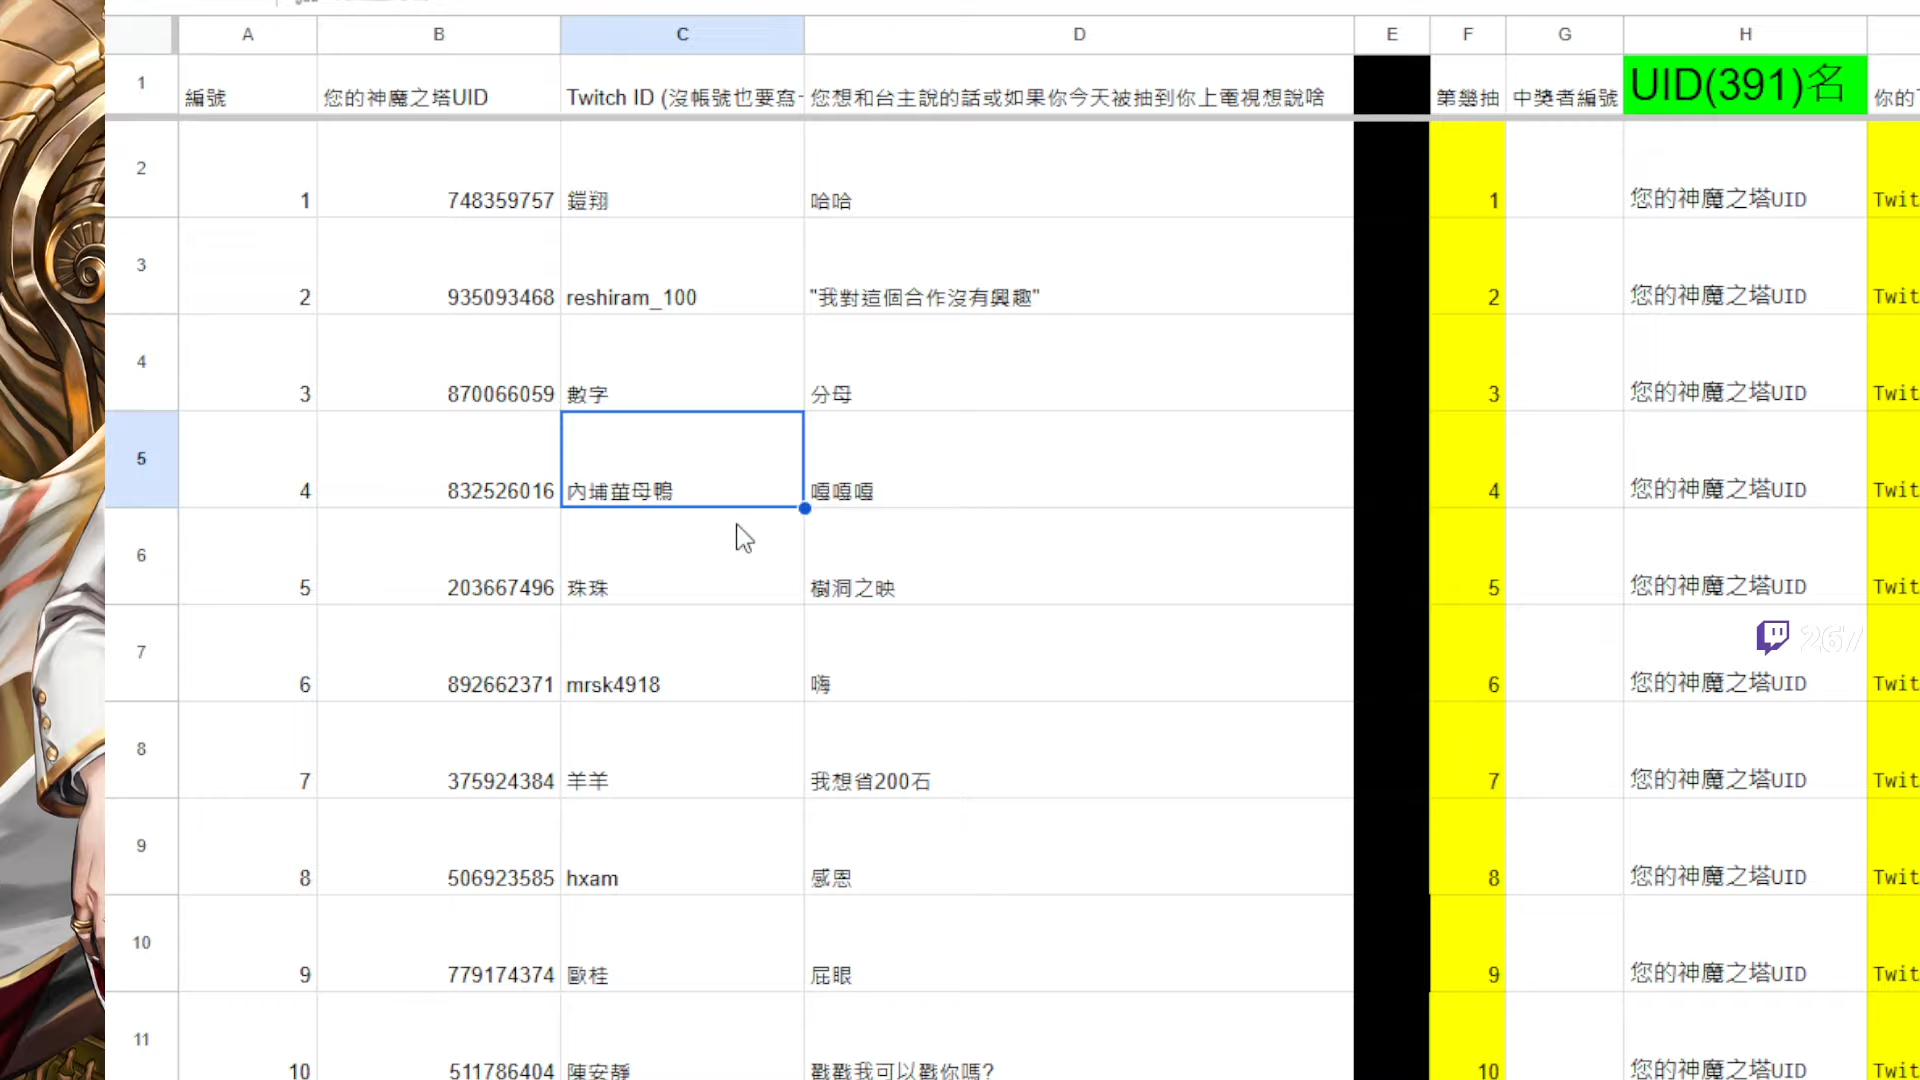 A B C D E F G H
1 編號 您的神魔之塔UID Twitch ID (沒帳號也要寫一 您想和台主說的話或如果你今天被抽到你上電視想說啥 第幾抽 中獎者編號 UID(391)名 你的
2 1 748359757 鎧翔 哈哈 1 您的神魔之塔UID Twit
3 2 935093468 reshiram_100 "我對這個合作沒有興趣" 2 您的神魔之塔UID Twit
4 3 870066059 數字 分母 3 您的神魔之塔UID Twit
5 4 832526016 內埔薑母鴨 嘎嘎嘎 4 您的神魔之塔UID Twit
6 5 203667496 珠珠 樹洞之映 5 您的神魔之塔UID Twit
267
7 6 892662371 mrsk4918 嗨 6 您的神魔之塔UID Twit
8 7 375924384 羊羊 我想省200石 7 您的神魔之塔UID Twit
9 8 506923585 hxam 感恩 8 您的神魔之塔UID Twit
10 9 779174374 歐桂 屁眼 9 您的神魔之塔UID Twit
11 10 511786404 陳安靜 戳戳我可以戳你嗎? 10 您的神魔之塔UID Twit